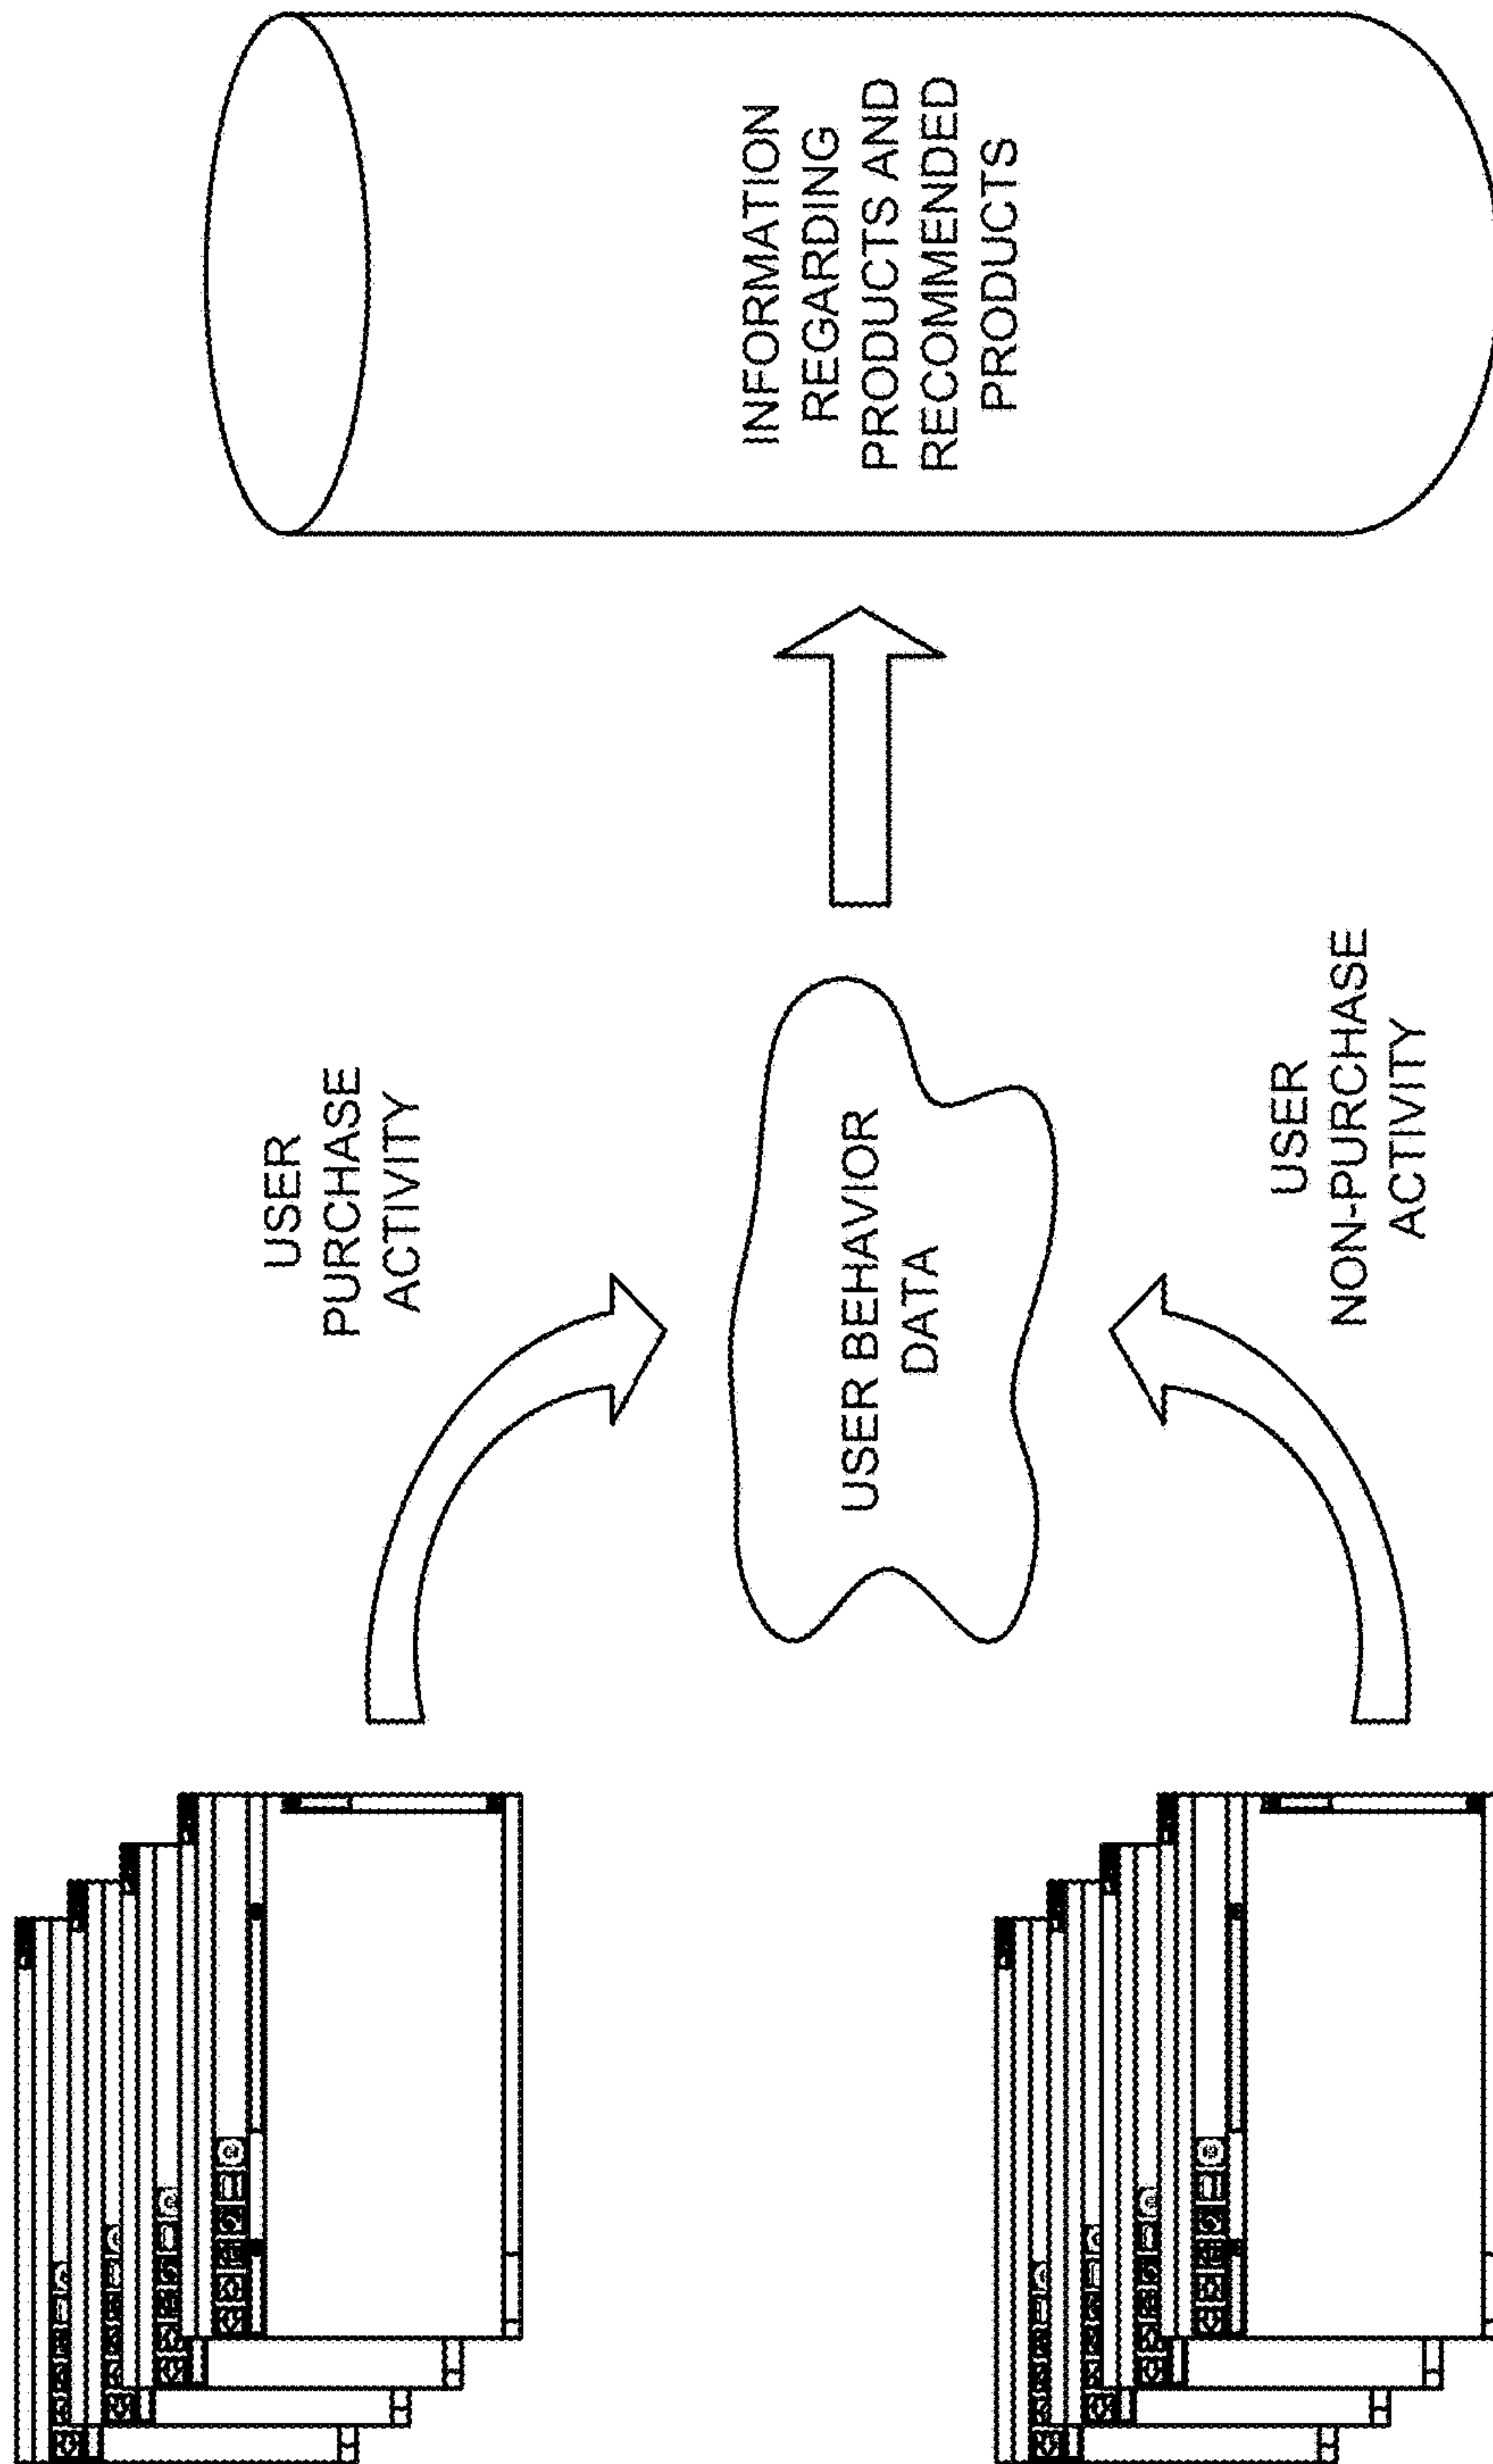 USER
PURCHASE
ACTIVITY
USER BEHAVIOR
DATA
USER
NON-PURCHASE
ACTIVITY
INFORMATION
REGARDING
PRODUCTS AND
RECOMMENDED
PRODUCTS